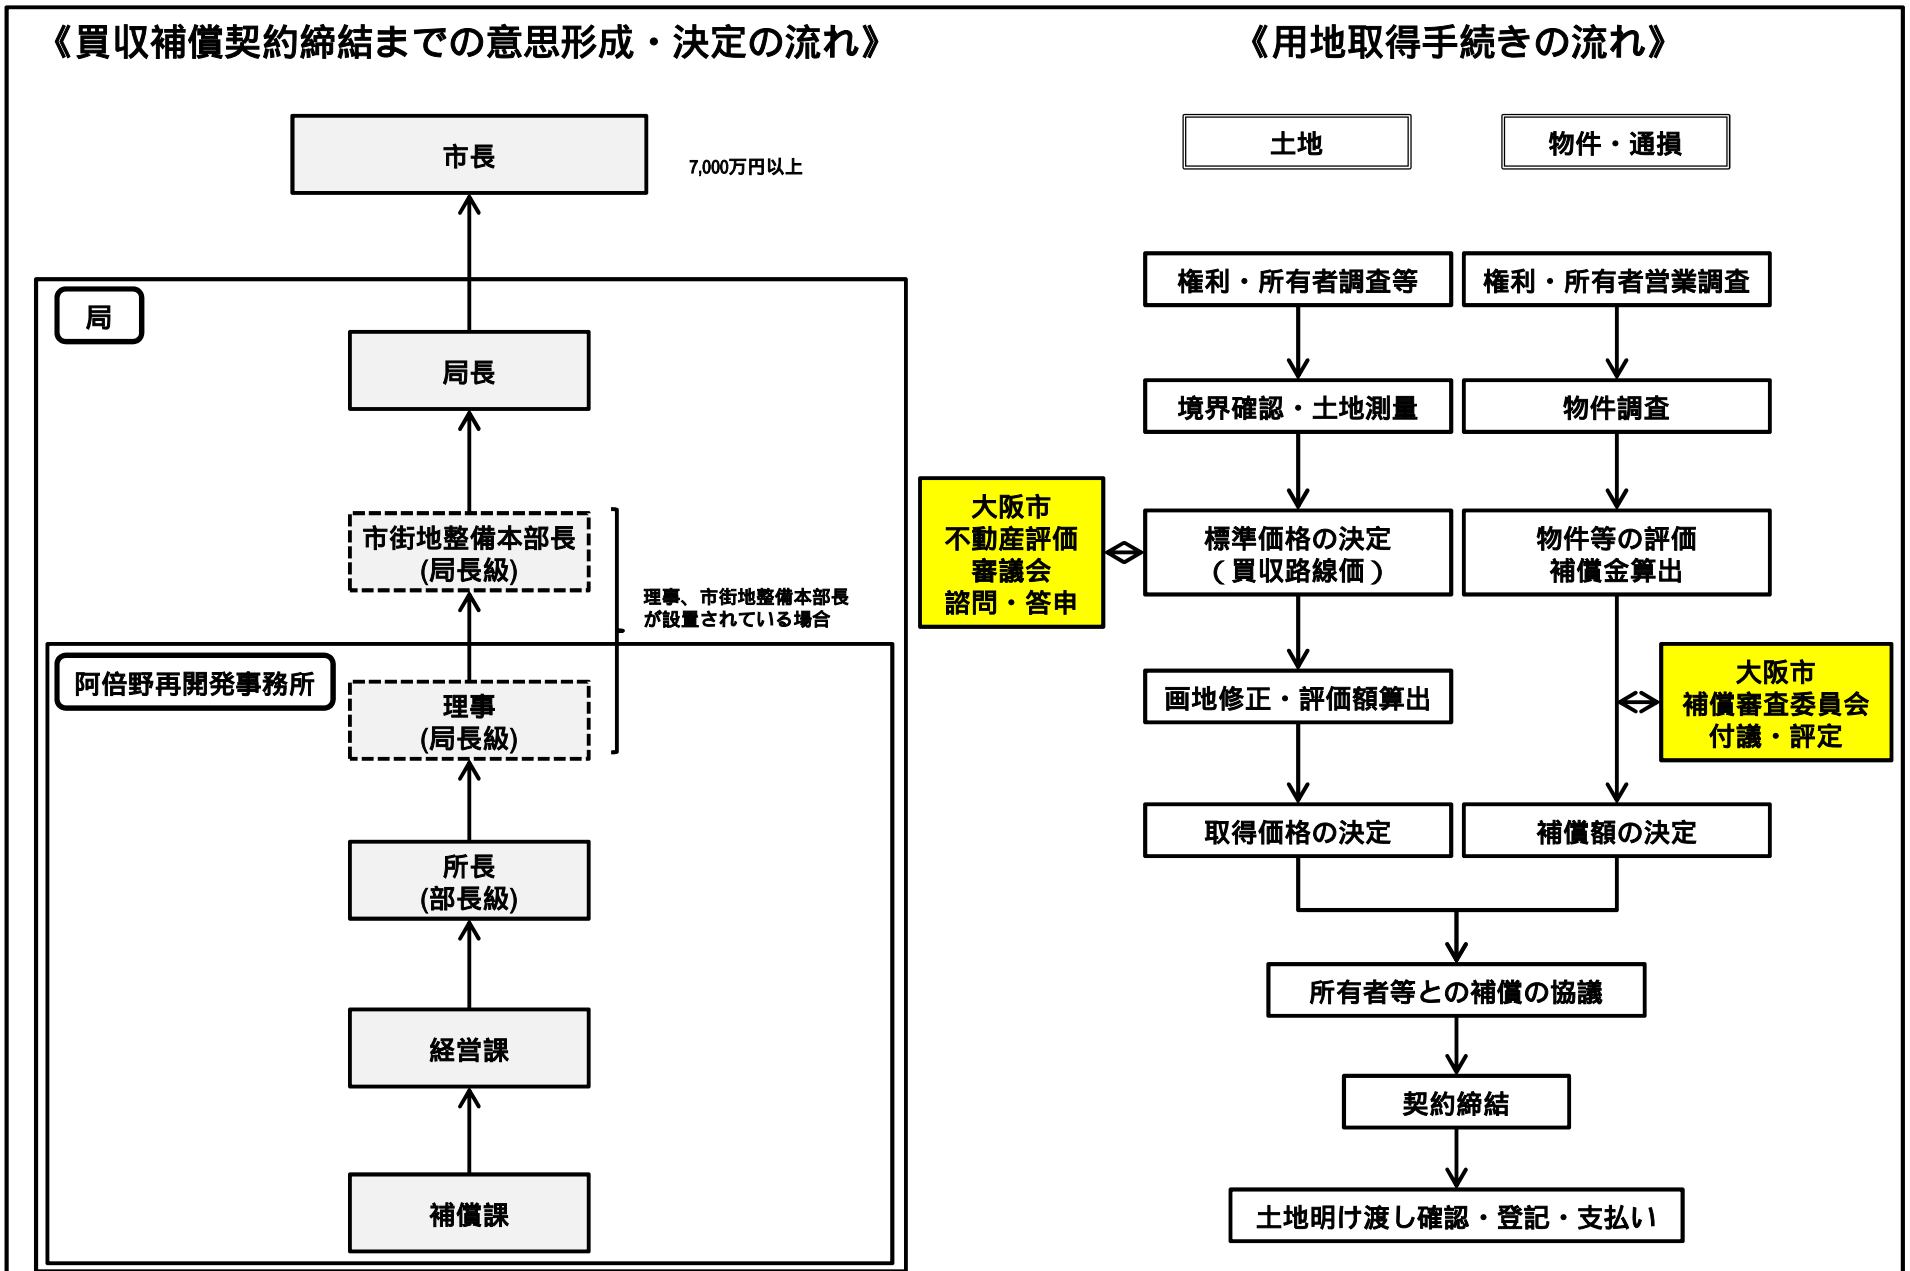 《買収補償契約締結までの意思形成・決定の流れ》
市長
7,000万円以上
局
局長
市街地整備本部長
(局長級)
理事、市街地整備本部長
が設置されている場合
阿倍野再開発事務所
理事
(局長級)
所長
(部長級)
経営課
補償課
《用地取得手続きの流れ》
土地
物件・通損
権利・所有者調査等
権利・所有者営業調査
境界確認・土地測量
物件調査
大阪市
不動産評価
審議会
諮問・答申
標準価格の決定
(買収路線価)
物件等の評価
補償金算出
画地修正・評価額算出
大阪市
補償審査委員会
付議・評定
取得価格の決定
補償額の決定
所有者等との補償の協議
契約締結
土地明け渡し確認・登記・支払い